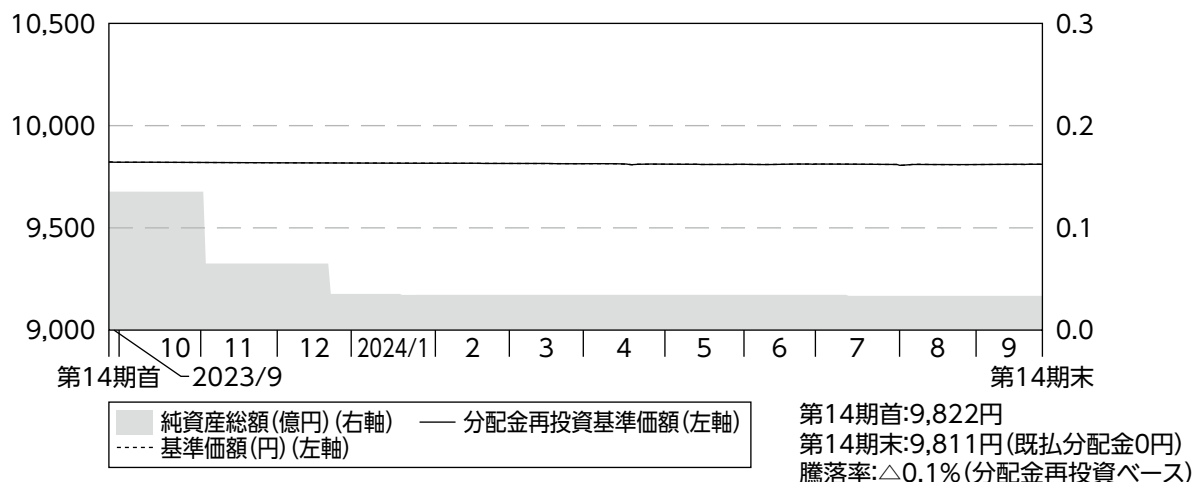 10,500
10,000
9,500
9,000
0.3
0.2
0.1
0.0
10 11 12 2024/1 2 3 4 5 6 7 8 9
第14期首 2023/9 第14期末
純資産総額(億円)(右軸) 分配金再投資基準価額(左軸)
基準価額(円)(左軸)
第14期首:9,822円
第14期末:9,811円(既払分配金0円)
騰落率:△0.1%(分配金再投資ベース)